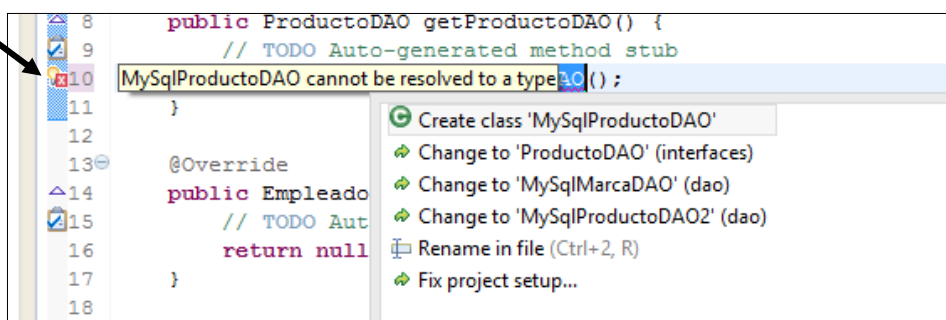 8 public ProductoDAO getProductoDAO() {
9 // TODO Auto-generated method stub
10 MySqlProductoDAO cannot be resolved to a type AO();
11 }
Create class 'MySqlProductoDAO'
12
Change to 'ProductoDAO' (interfaces)
13 @Override
Change to 'MySqlMarcaDAO' (dao)
14 public Empleado
Change to 'MySqlProductoDAO2' (dao)
15 // TODO Aut
Rename in file (Ctrl+2, R)
16 return null
Fix project setup...
17 }
18